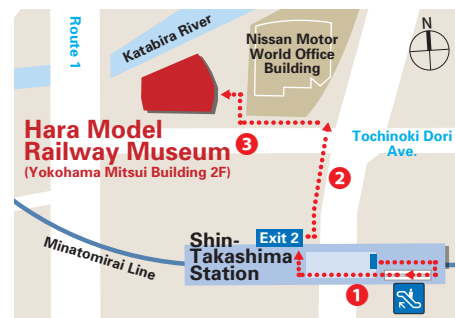 Route 1
Katabira River
Nissan Motor
World Office
Building
N
Hara Model
Railway Museum
(Yokohama Mitsui Building 2F)
3
Tochinoki Dori
Ave.
2
Minatomirai Line
Shin-
Takashima
Station
Exit 2
1